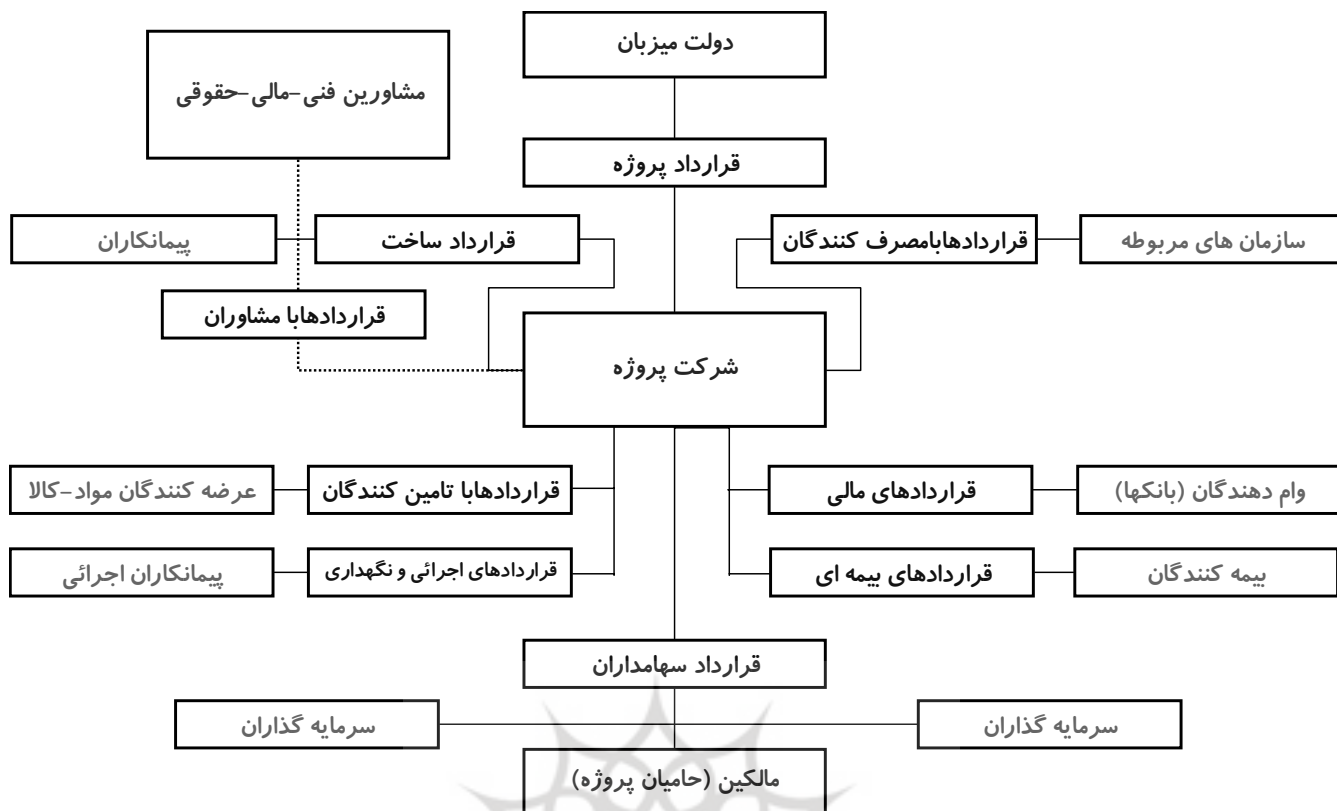 دولت میزبان
مشاورین فنی-مالی-حقوقی
قرارداد پروژه
سازمان های مربوطه
قراردادهابامصرف کنندگان
قرارداد ساخت
پیمانکاران
قراردادهابا مشاوران
شرکت پروژه
وام دهندگان (بانکها)
قراردادهای مالی
قراردادهابا تامین کنندگان
عرضه کنندگان مواد-کالا
بیمه کنندگان
قراردادهای بیمه ای
قراردادهای اجرائی و نگهداری
پیمانکاران اجرائی
قرارداد سهامداران
سرمایه گذاران
سرمایه گذاران
مالکین (حامیان پروژه)